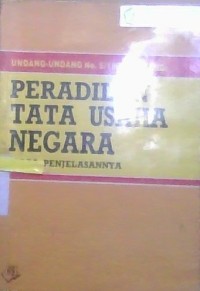 UNDANG-UNDANG No.
PERADILAN
TATA USAHA
NEGARA
PENJELASANNYA